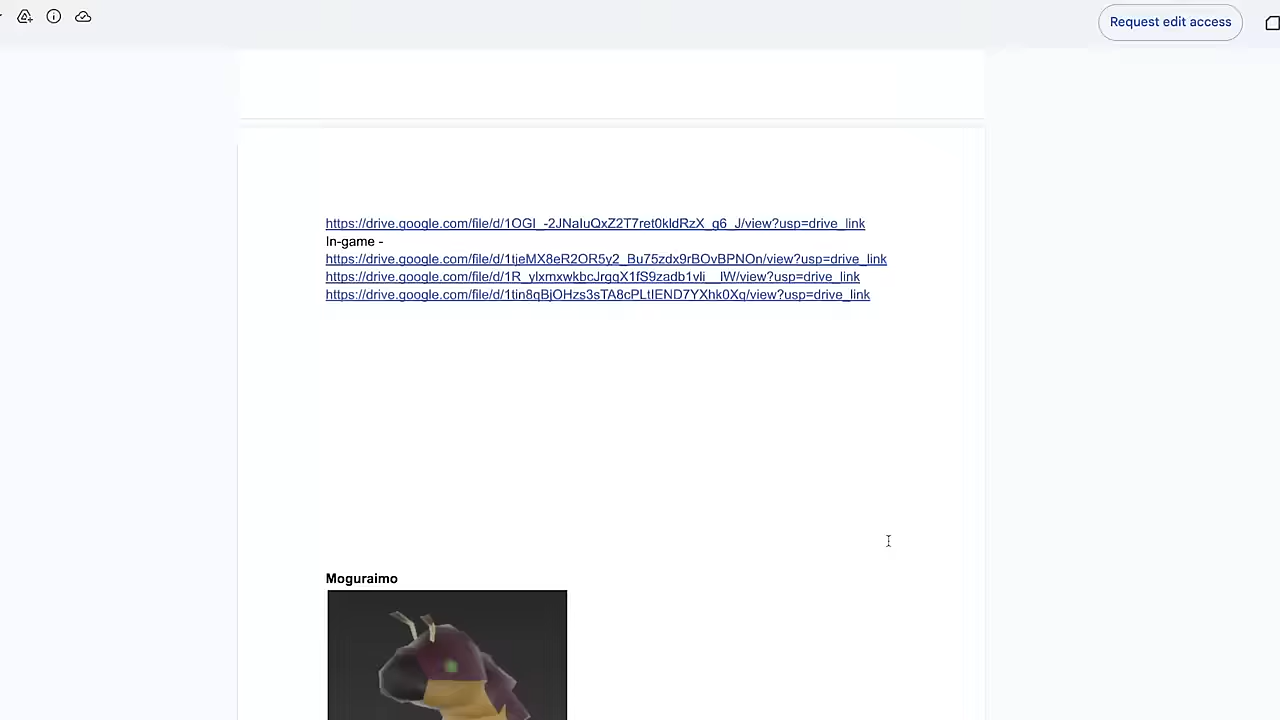 Request edit access
https://drive.google.com/file/d/1OGI_-2JNaIuQxZ2T7ret0kldRzX_g6_J/view?usp=drive_link
In-game -
https://drive.google.com/file/d/1tjeMX8eR2OR5y2_Bu75zdx9rBOvBPNOn/view?usp=drive_link
https://drive.google.com/file/d/1R_ylxmxwkbcJrgqX1fS9zadb1vli__IW/view?usp=drive_link
https://drive.google.com/file/d/1tin8qBjOHzs3sTA8cPLtIEND7YXhk0Xq/view?usp=drive_link
Moguraimo